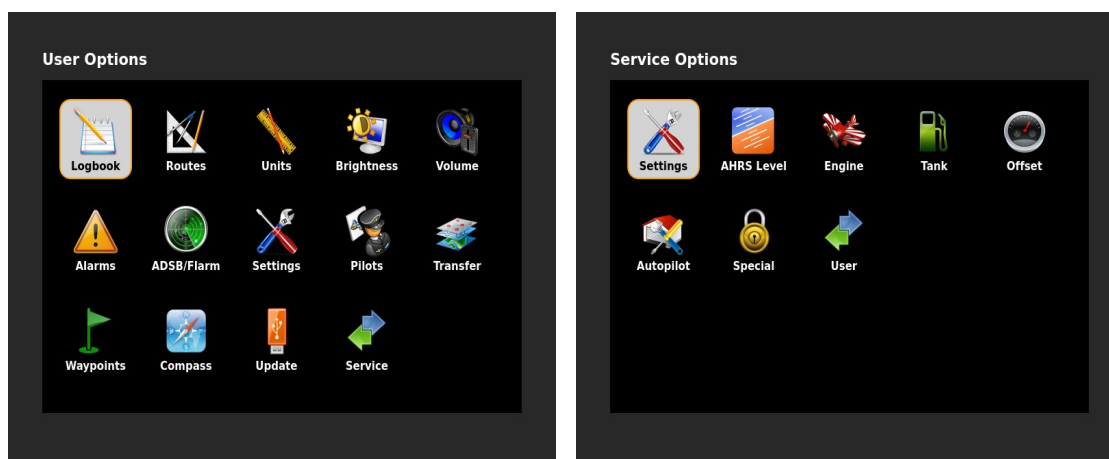 User Options
Logbook
Routes
Units
Brightness
Volume
Alarms
ADSB/Flarm
Settings
Pilots
Transfer
Waypoints
Compass
Update
Service
Service Options
Settings
AHRS Level
Engine
Tank
Offset
Autopilot
Special
User